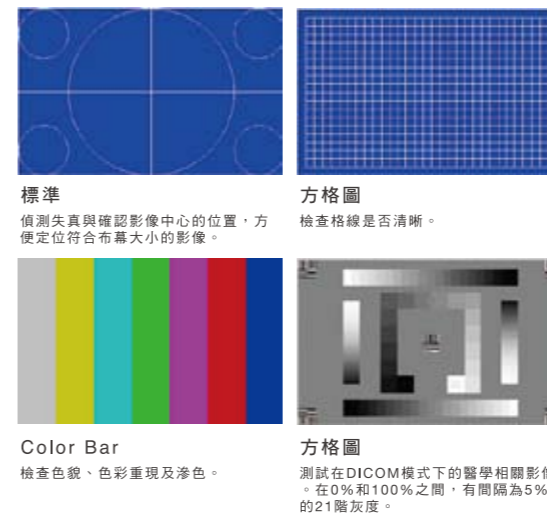 標準
偵測失真與確認影像中心的位置，方
便定位符合布幕大小的影像。
方格圖
檢查格線是否清晰。
Color Bar
檢查色貌、色彩重現及滲色。
方格圖
測試在DICOM模式下的醫學相關影像
。在0%和100%之間，有間隔為5%
的21階灰度。